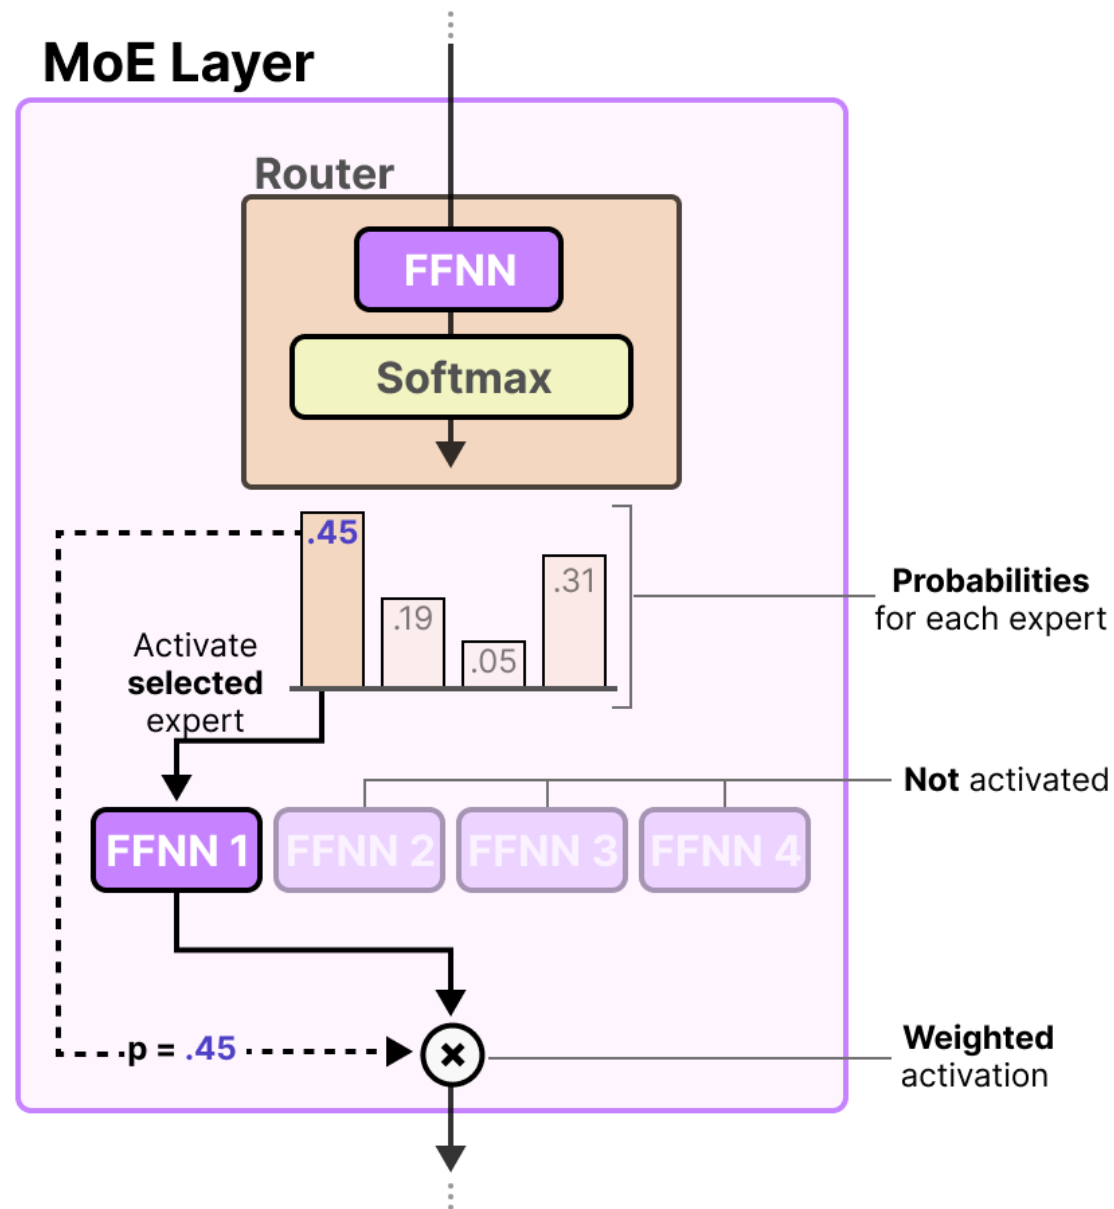 MoE Layer
Router
FFNN
Softmax
.45
.19
.05
.31
Probabilities
for each expert
Activate
selected
expert
Not activated
FFNN 1
FFNN 2
FFNN 3
FFNN 4
p = .45
Weighted
activation